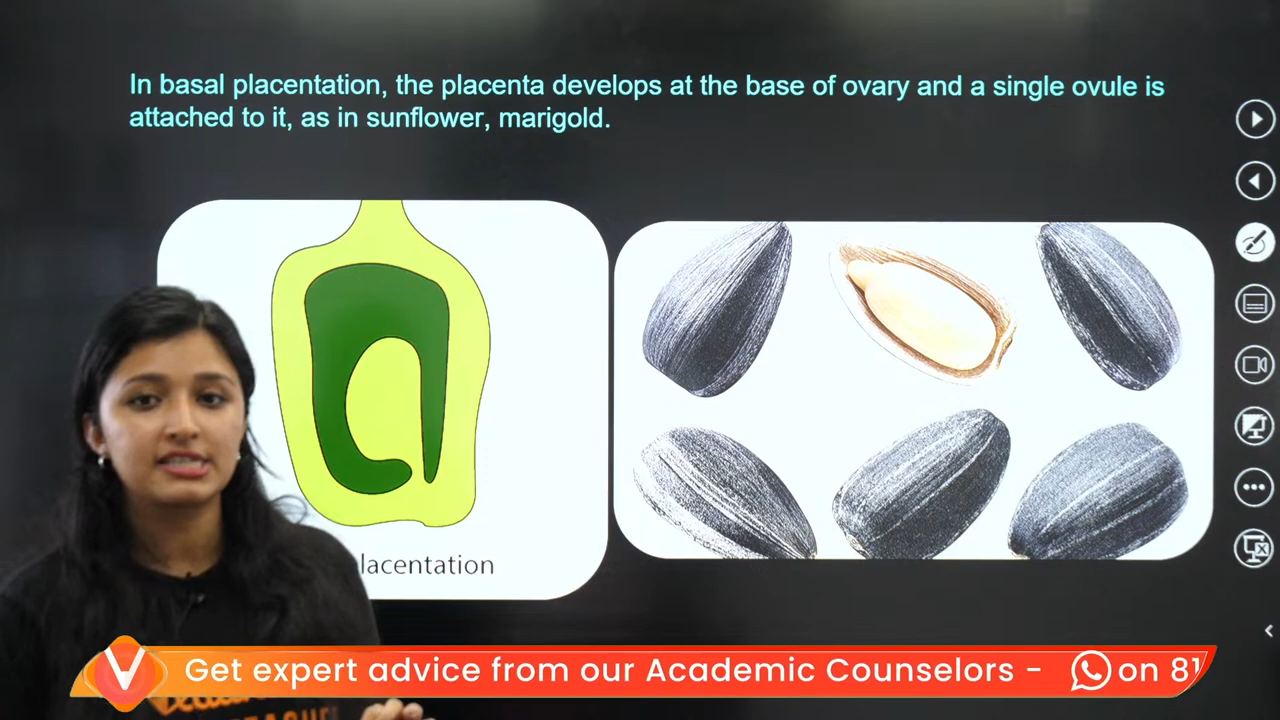 In basal placentation, the placenta develops at the base of ovary and a single ovule is
attached to it, as in sunflower, marigold.
lacentation
Get expert advice from our Academic Counselors - on 81
V